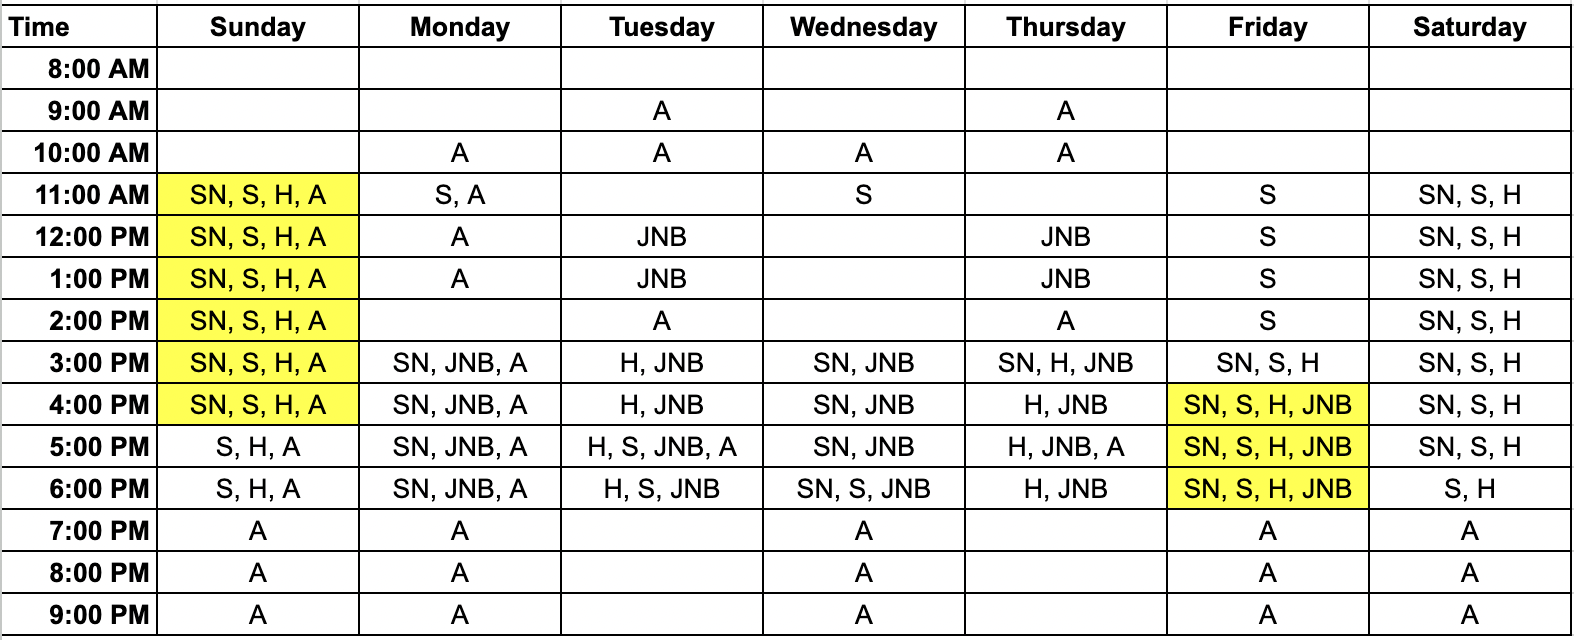 Time Sunday Monday Tuesday Wednesday Thursday Friday Saturday
8:00 AM
9:00 AM A A
10:00 AM A A A A
11:00 AM SN, S, H, A S, A S S SN, S, H
12:00 PM SN, S, H, A A JNB JNB S SN, S, H
1:00 PM SN, S, H, A A JNB JNB S SN, S, H
2:00 PM SN, S, H, A A A S SN, S, H
3:00 PM SN, S, H, A SN, JNB, A H, JNB SN, JNB SN, H, JNB SN, S, H SN, S, H
4:00 PM SN, S, H, A SN, JNB, A H, JNB SN, JNB H, JNB SN, S, H, JNB SN, S, H
5:00 PM S, H, A SN, JNB, A H, S, JNB, A SN, JNB H, JNB, A SN, S, H, JNB SN, S, H
6:00 PM S, H, A SN, JNB, A H, S, JNB SN, S, JNB H, JNB SN, S, H, JNB S, H
7:00 PM A A A A A
8:00 PM A A A A A
9:00 PM A A A A A